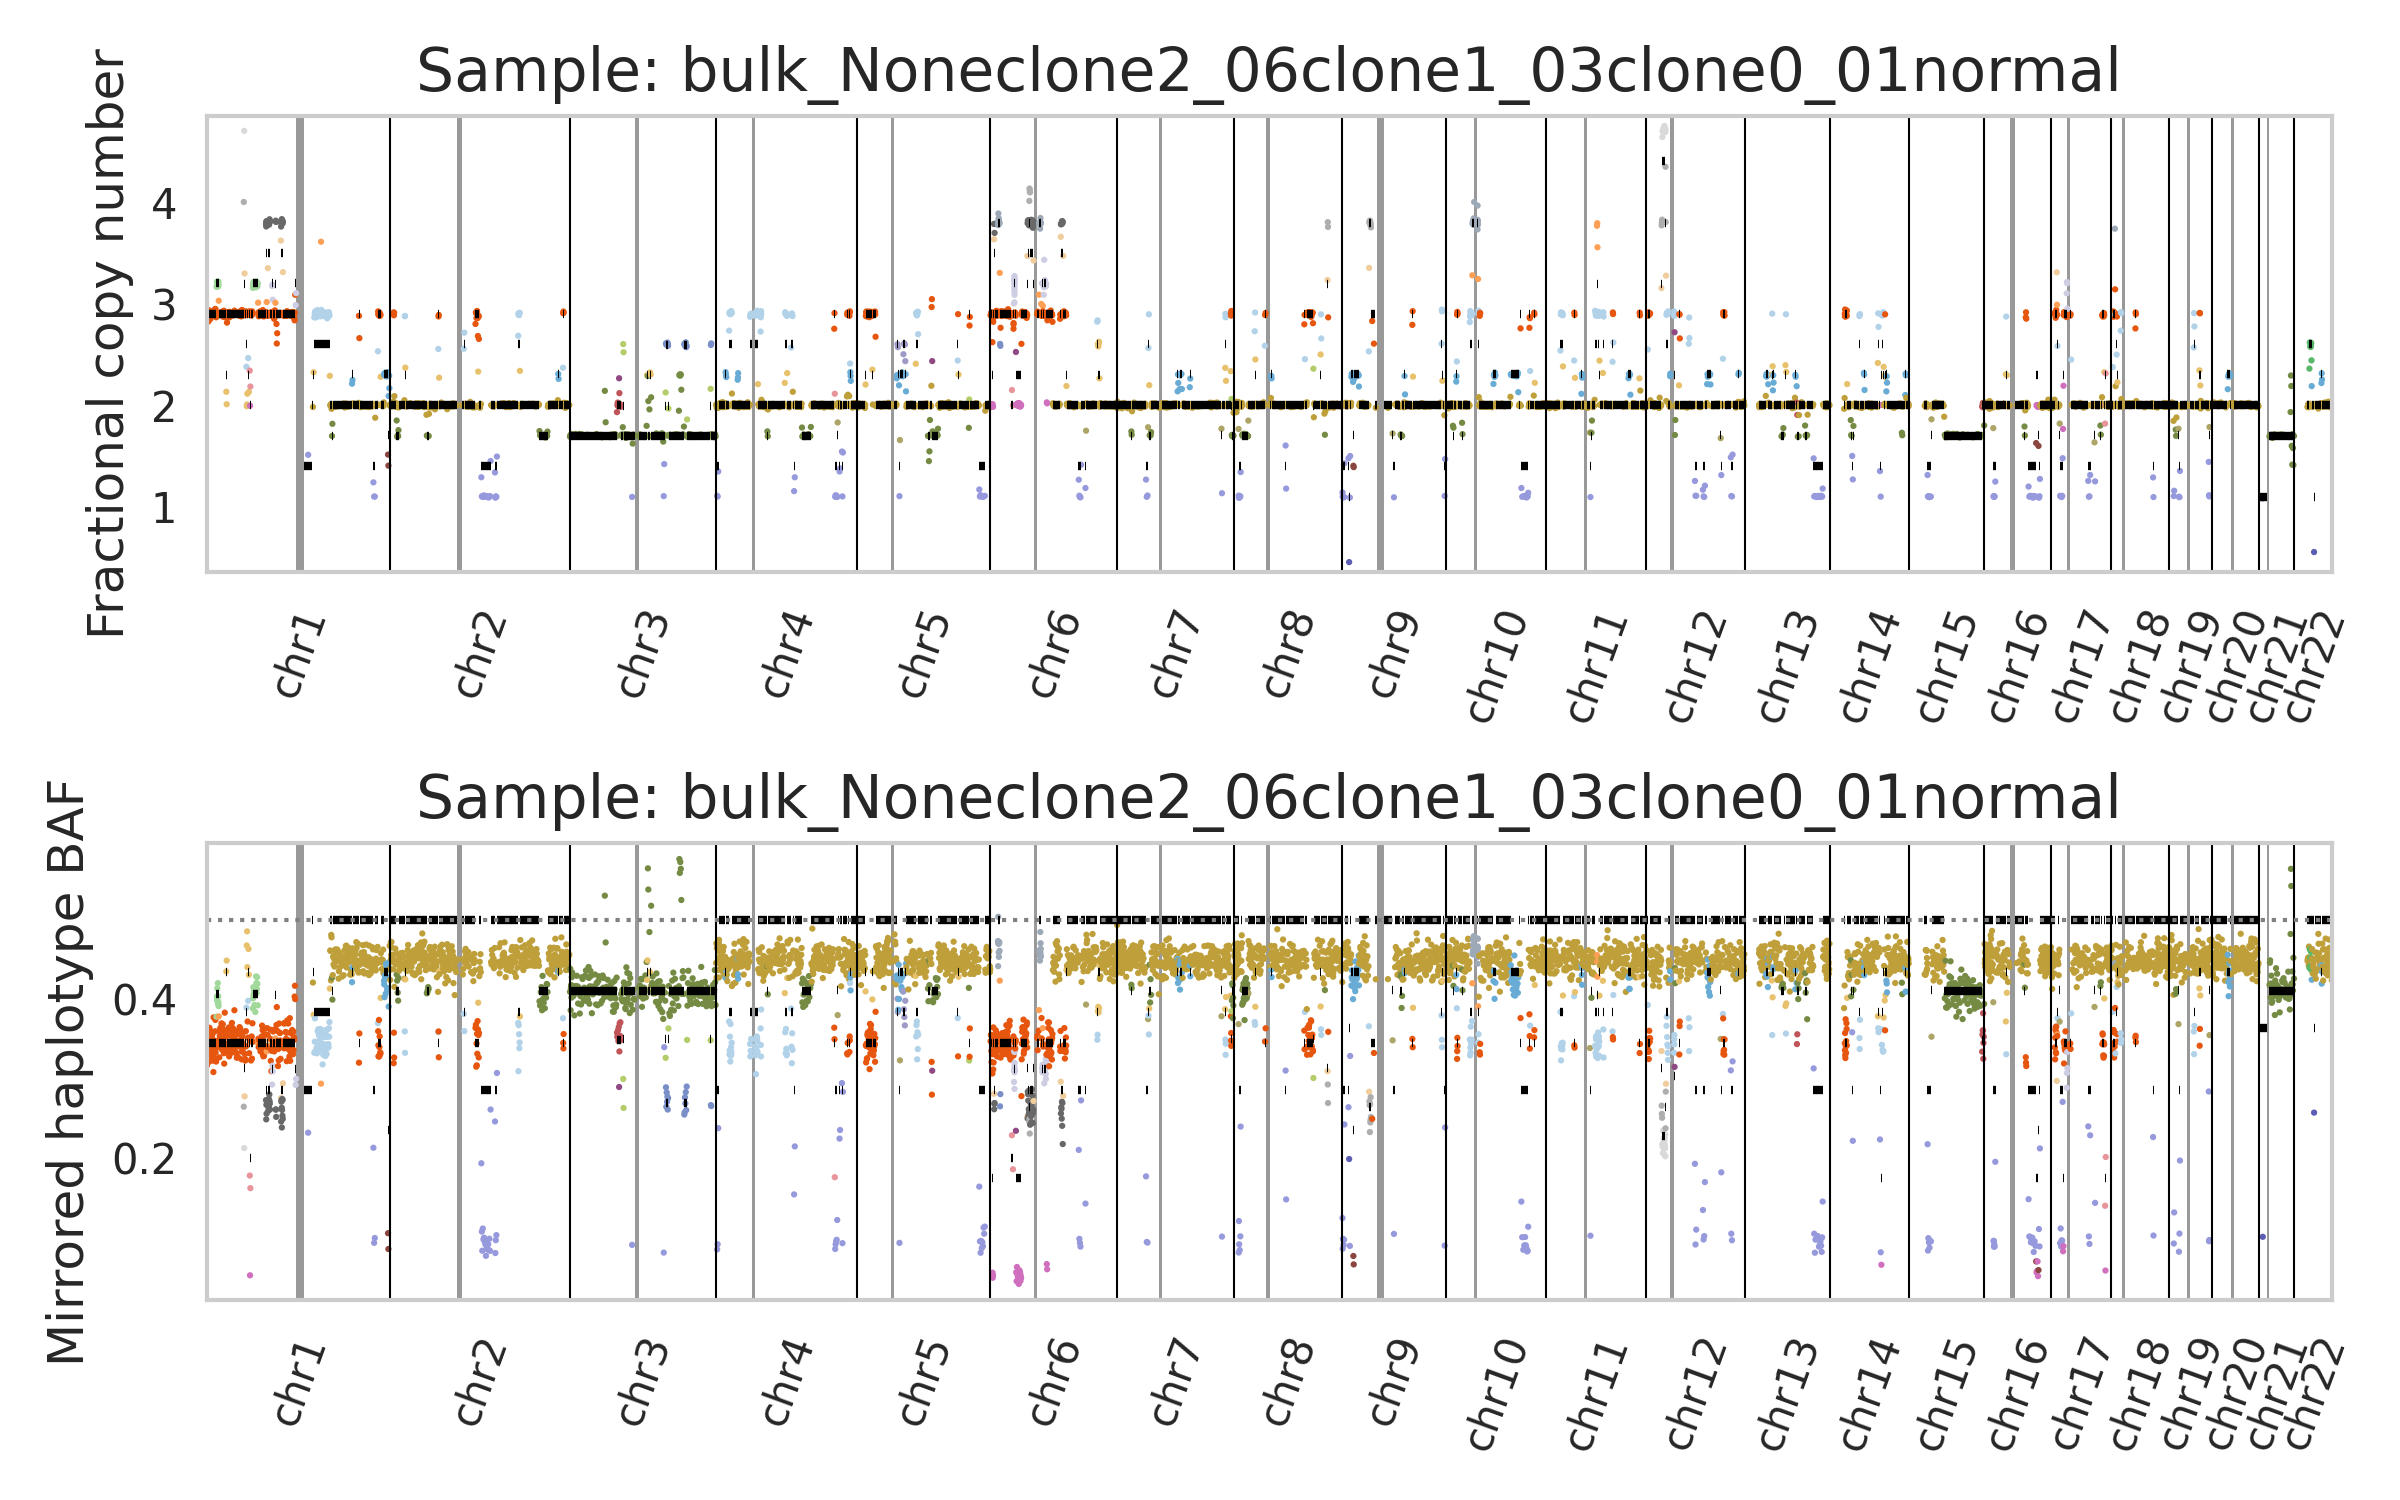 Sample: bulk_Noneclone2_06clone1_03clone0_01normal
Fractional copy number
4
3
2
1
chr1 chr2 chr3 chr4 chr5 chr6 chr7 chr8 chr9 chr10 chr11 chr12 chr13 chr14 chr15 chr16 chr17 chr18 chr19 chr20 chr21 chr22
Sample: bulk_Noneclone2_06clone1_03clone0_01normal
Mirrored haplotype BAF
0.4
0.2
chr1 chr2 chr3 chr4 chr5 chr6 chr7 chr8 chr9 chr10 chr11 chr12 chr13 chr14 chr15 chr16 chr17 chr18 chr19 chr20 chr21 chr22